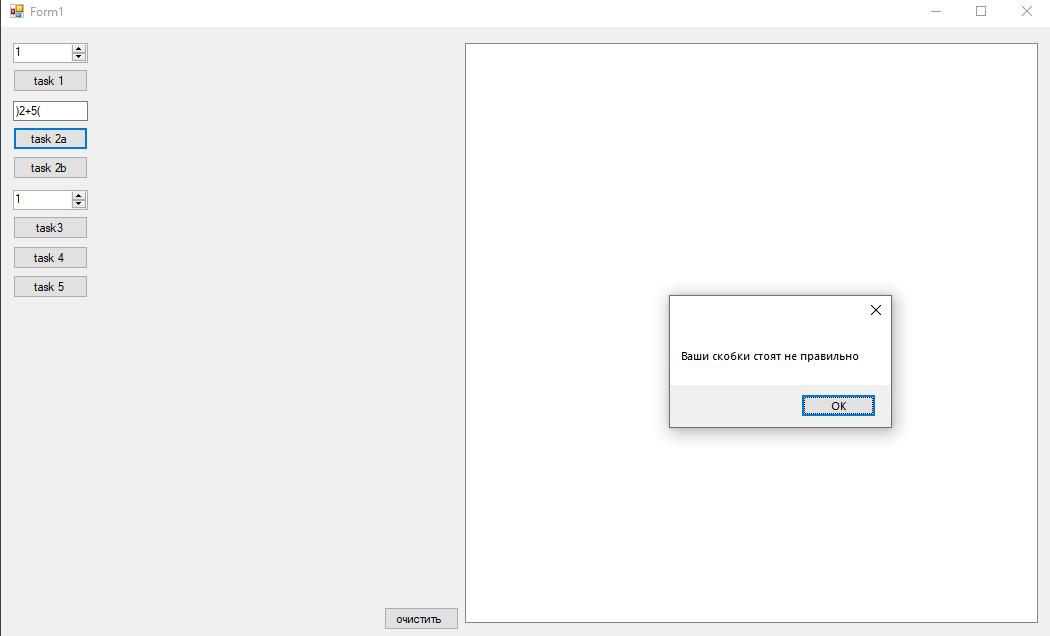 Form1
1
task 1
)2+5(
task 2a
task 2b
1
task3
task 4
task 5
Ваши скобки стоят не правильно
OK
очистить